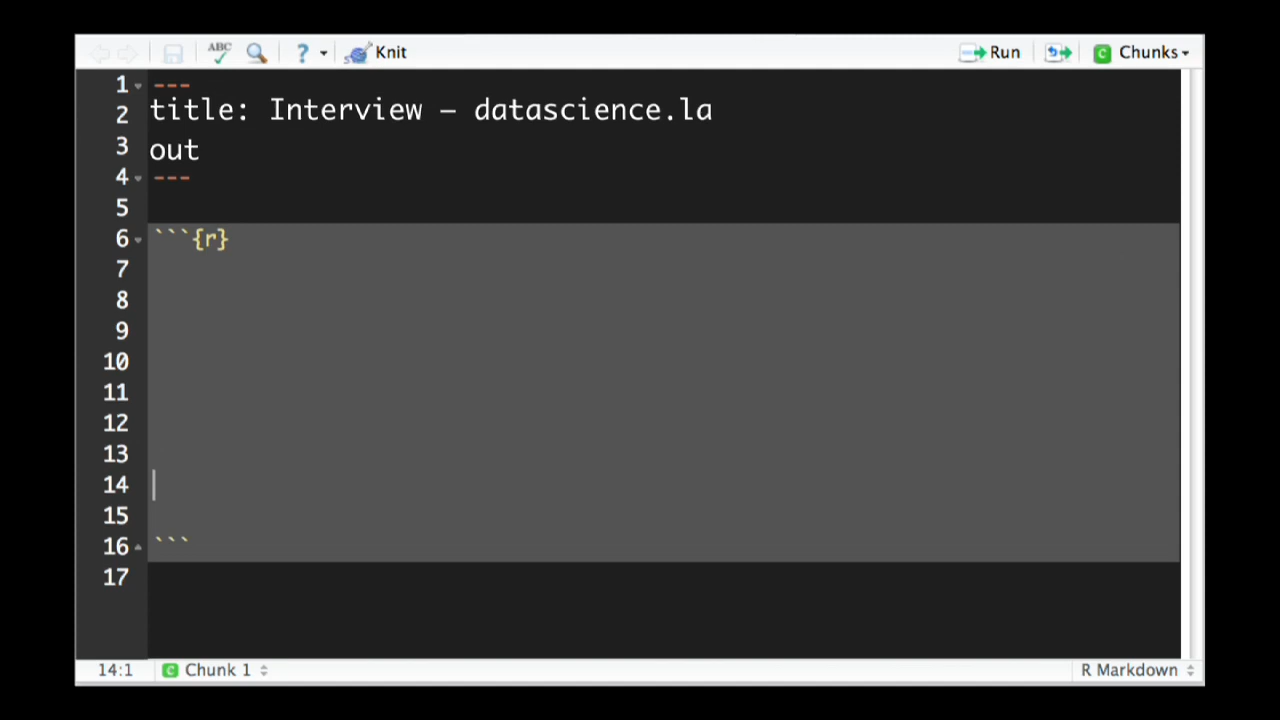 ABC ? Knit Run C Chunks
1 ---
2 title: Interview – datascience.la
3 out
4 ---
5
6 ```{r}
7
8
9
10
11
12
13
14
15
16 ```
17
14:1 C Chunk 1 R Markdown